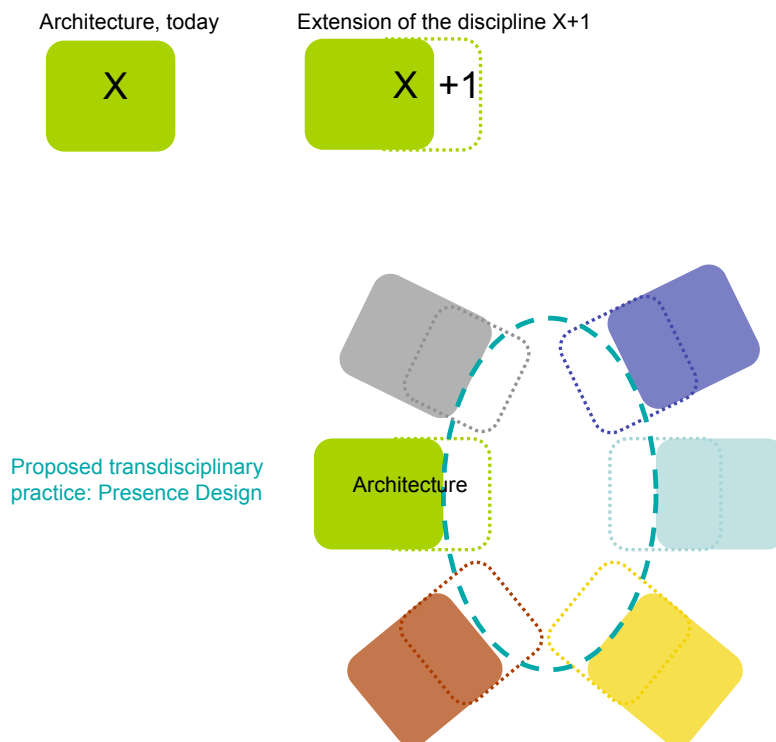 Architecture, today
Extension of the discipline X+1
X
X +1
Proposed transdisciplinary
practice: Presence Design
Architecture